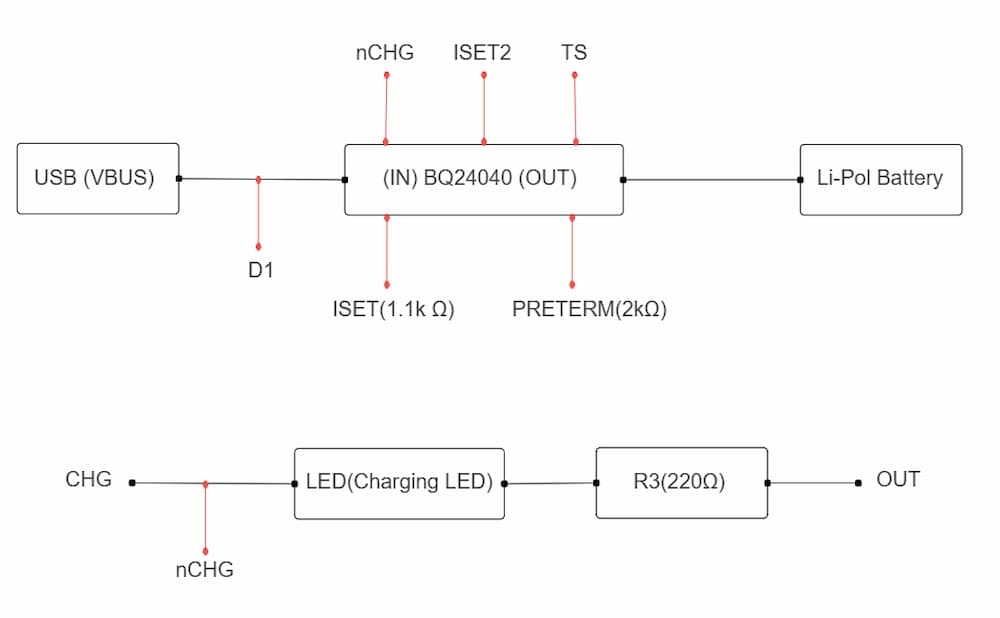 nCHG ISET2 TS
USB (VBUS) (IN) BQ24040 (OUT) Li-Pol Battery
D1
ISET(1.1k Ω) PRETERM(2kΩ)
CHG LED(Charging LED) R3(220Ω) OUT
nCHG